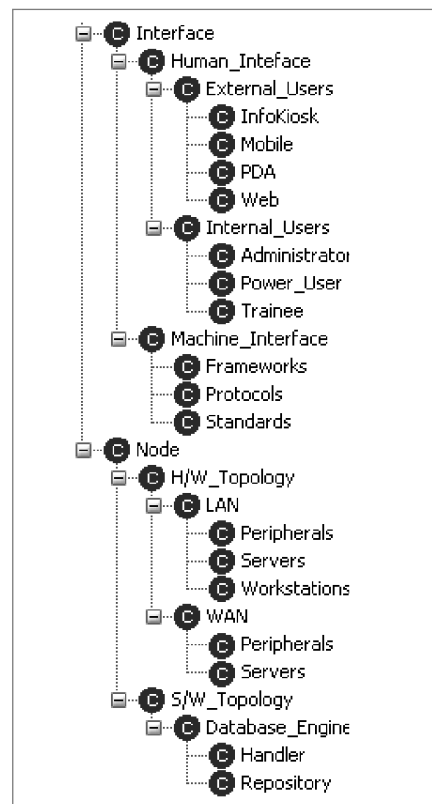 C Interface
C Human_Inteface
C External_Users
C InfoKiosk
C Mobile
C PDA
C Web
C Internal_Users
C Administrator
C Power_User
C Trainee
C Machine_Interface
C Frameworks
C Protocols
C Standards
C Node
C H/W_Topology
C LAN
C Peripherals
C Servers
C Workstations
C WAN
C Peripherals
C Servers
C S/W_Topology
C Database_Engine
C Handler
C Repository